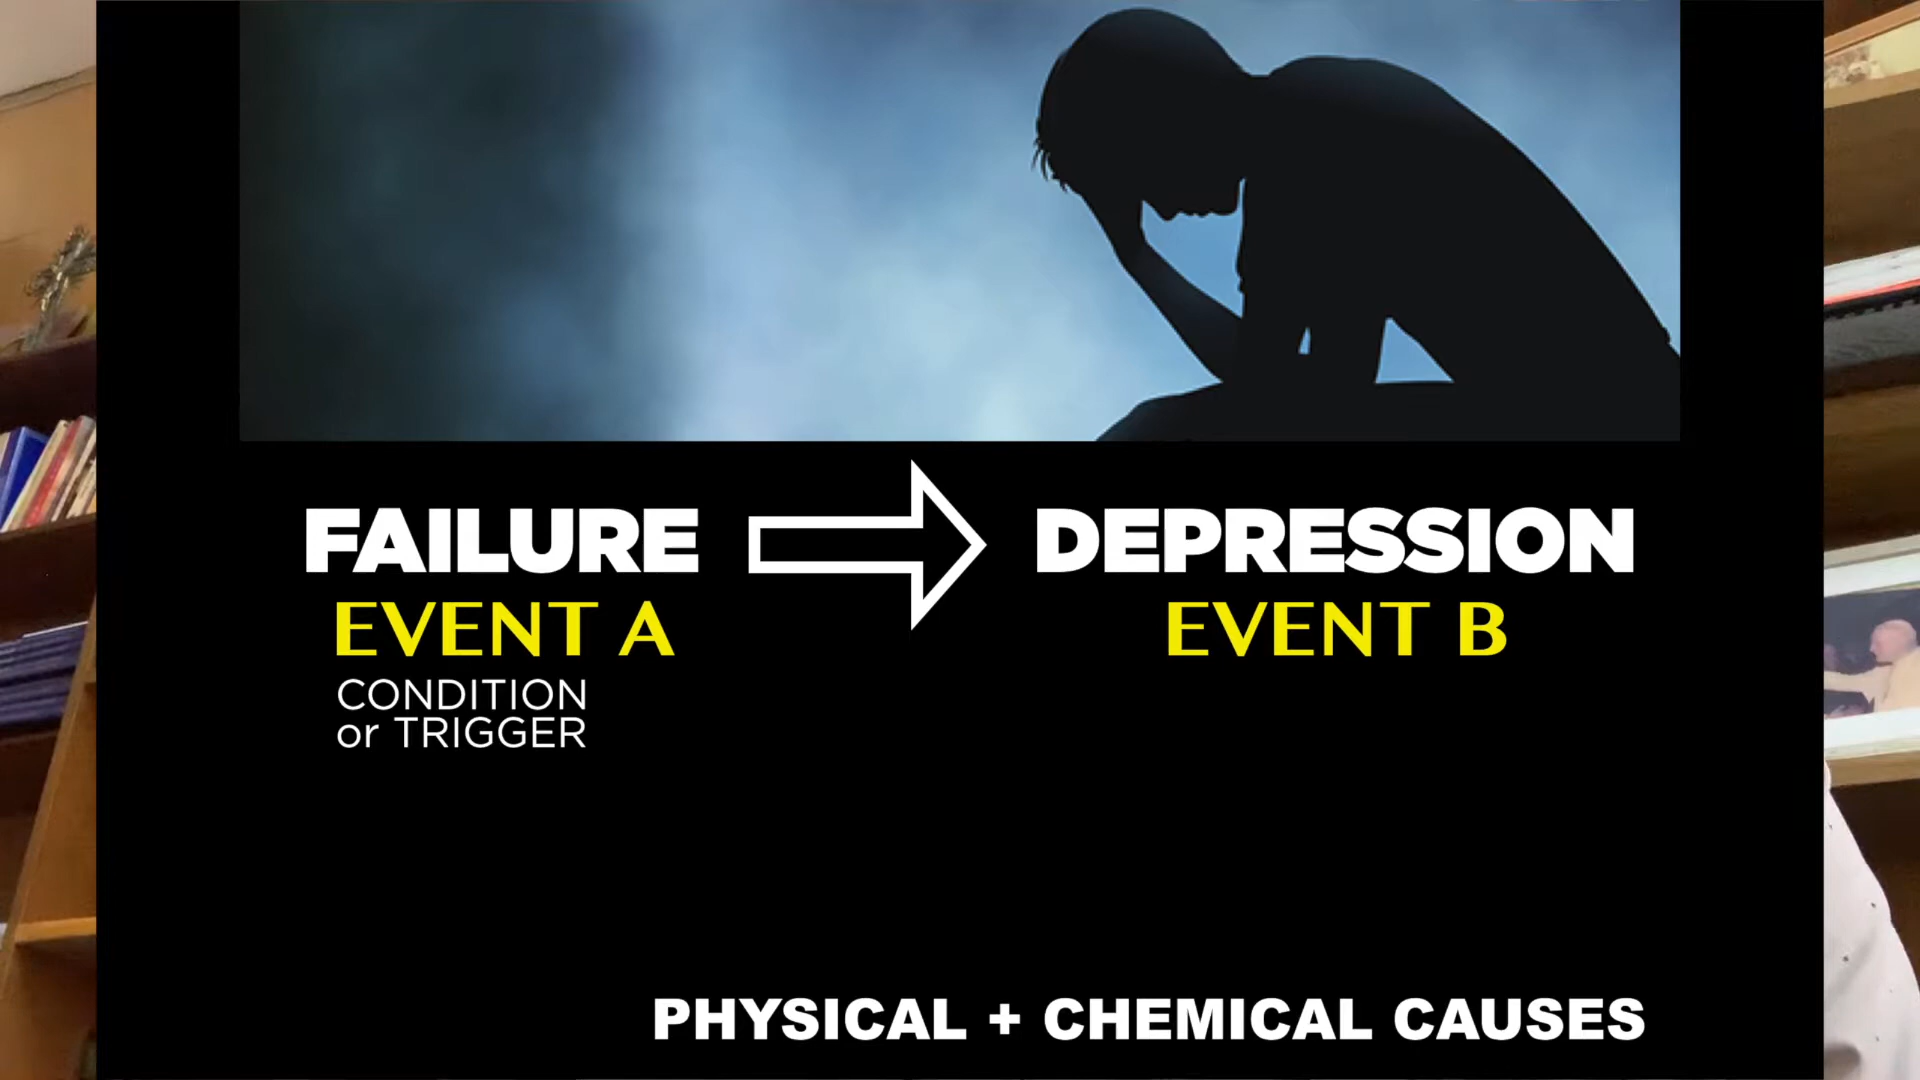 FAILURE
DEPRESSION
EVENT A
EVENT B
CONDITION
or TRIGGER
PHYSICAL + CHEMICAL CAUSES